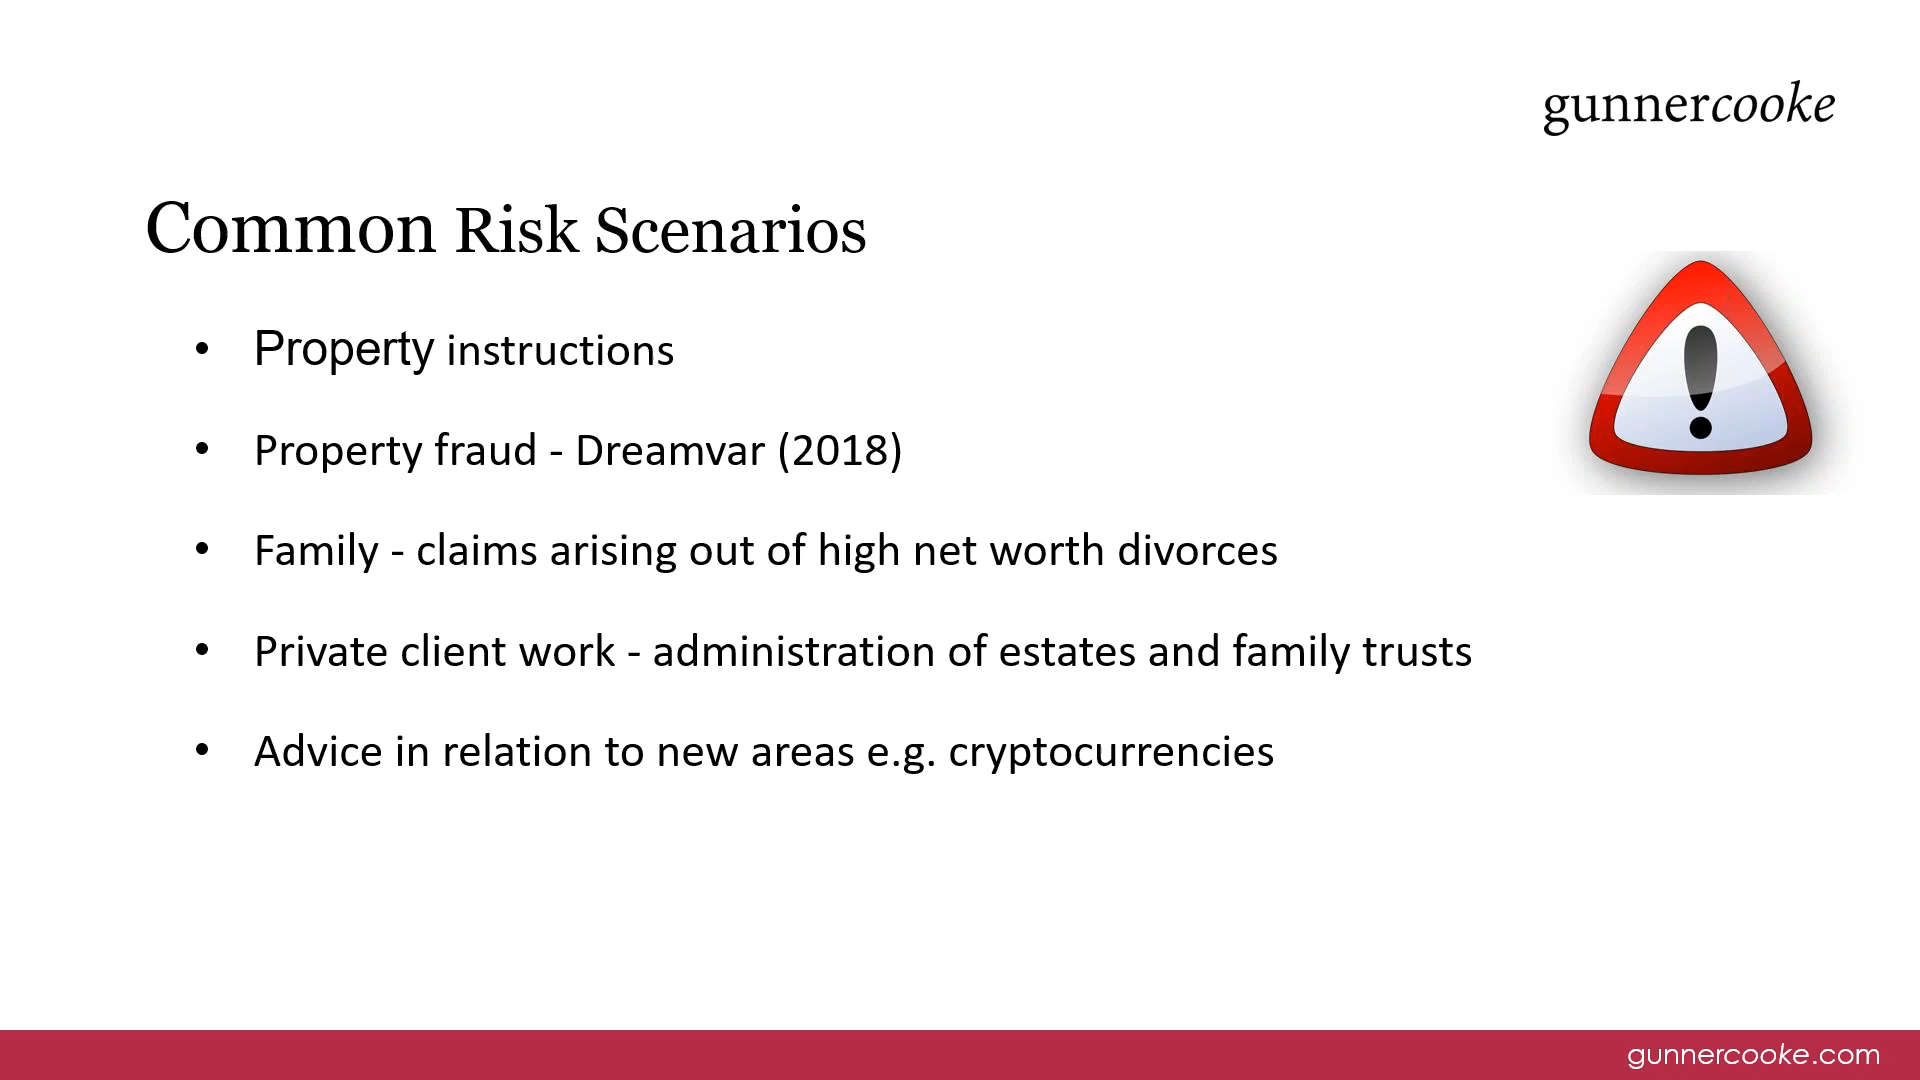 gunnercooke
Common Risk Scenarios
• Property instructions
• Property fraud - Dreamvar (2018)
• Family - claims arising out of high net worth divorces
• Private client work - administration of estates and family trusts
• Advice in relation to new areas e.g. cryptocurrencies
gunnercooke.com